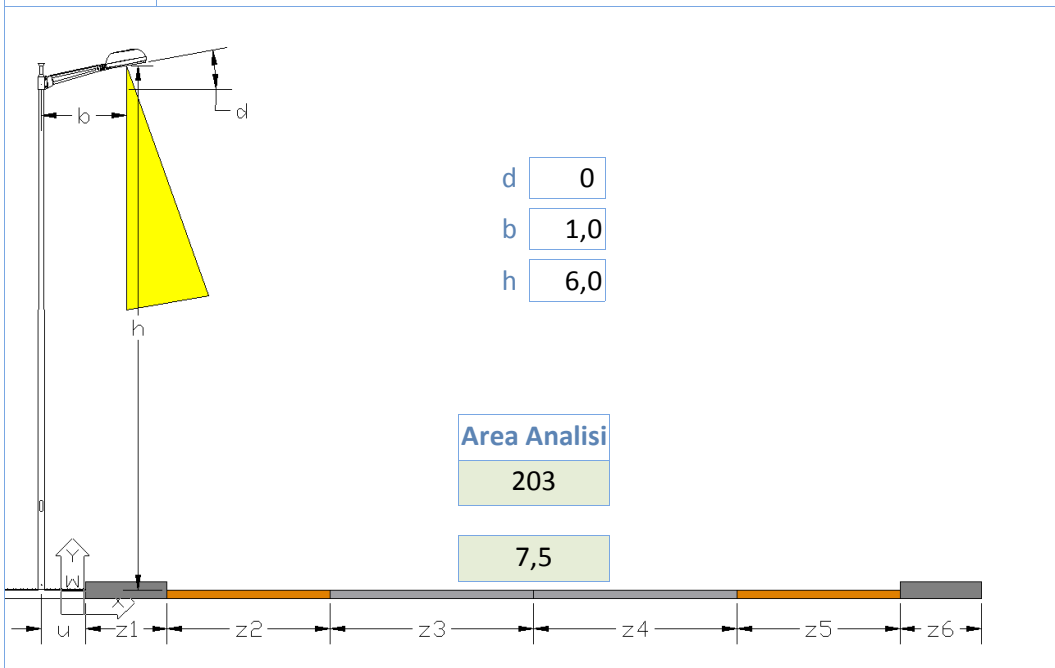 d
b
d 0
b 1,0
h 6,0
h
Area Analisi
203
7,5
Y
W
X
u z1 z2 z3 z4 z5 z6